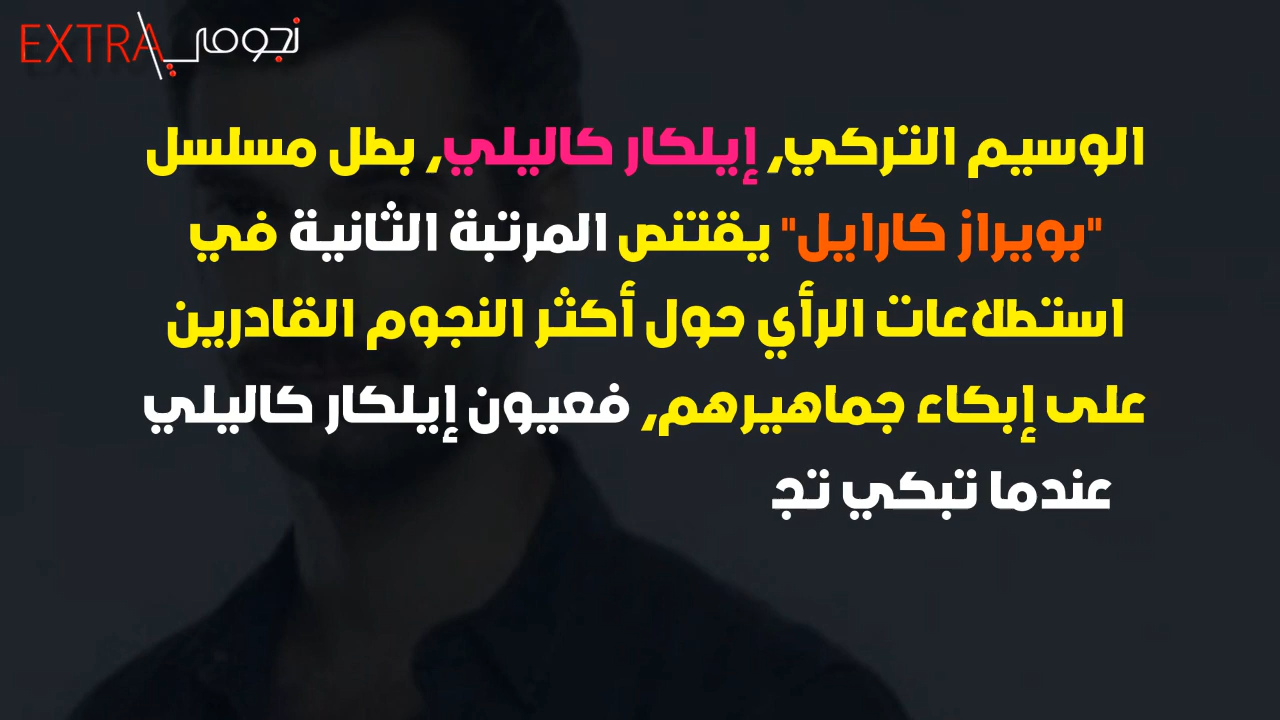 EXTRA نجومي
الوسيم التركي, إيلكار كاليلي, بطل مسلسل
"بويراز كارايل" يقتنص المرتبة الثانية في
استطلاعات الرأي حول أكثر النجوم القادرين
على إبكاء جماهيرهم, فعيون إيلكار كاليلي
عندما تبكي تج